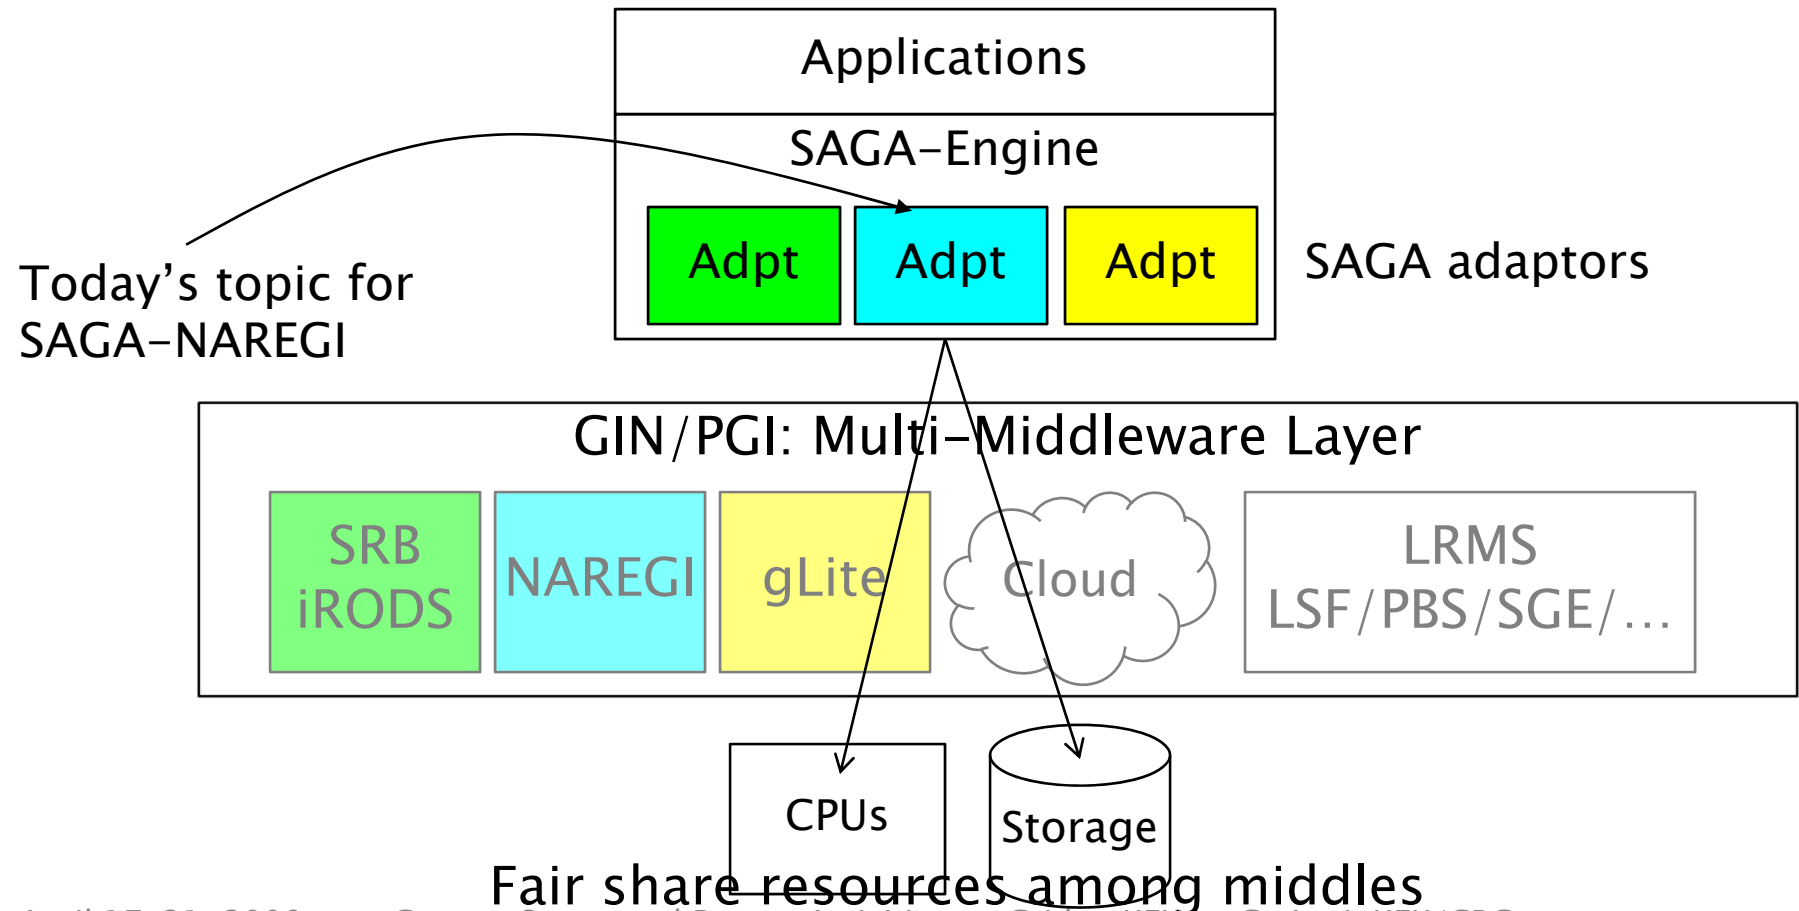 Applications
SAGA-Engine
Adpt
Adpt
Adpt
SAGA adaptors
Today's topic for
SAGA-NAREGI
GIN/PGI: Multi-Middleware Layer
SRB
iRODS
NAREGI
gLite
Cloud
LRMS
LSF/PBS/SGE/…
CPUs
Storage
Fair share resources among middles